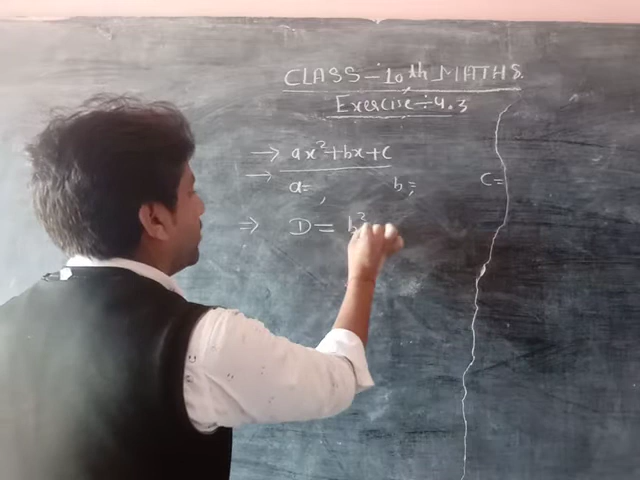 CLASS ÷ 10th MATHS.
Exercise ÷ 4.3
→ ax²+bx+c
→ a= , b= , c=
⇒ D = b²